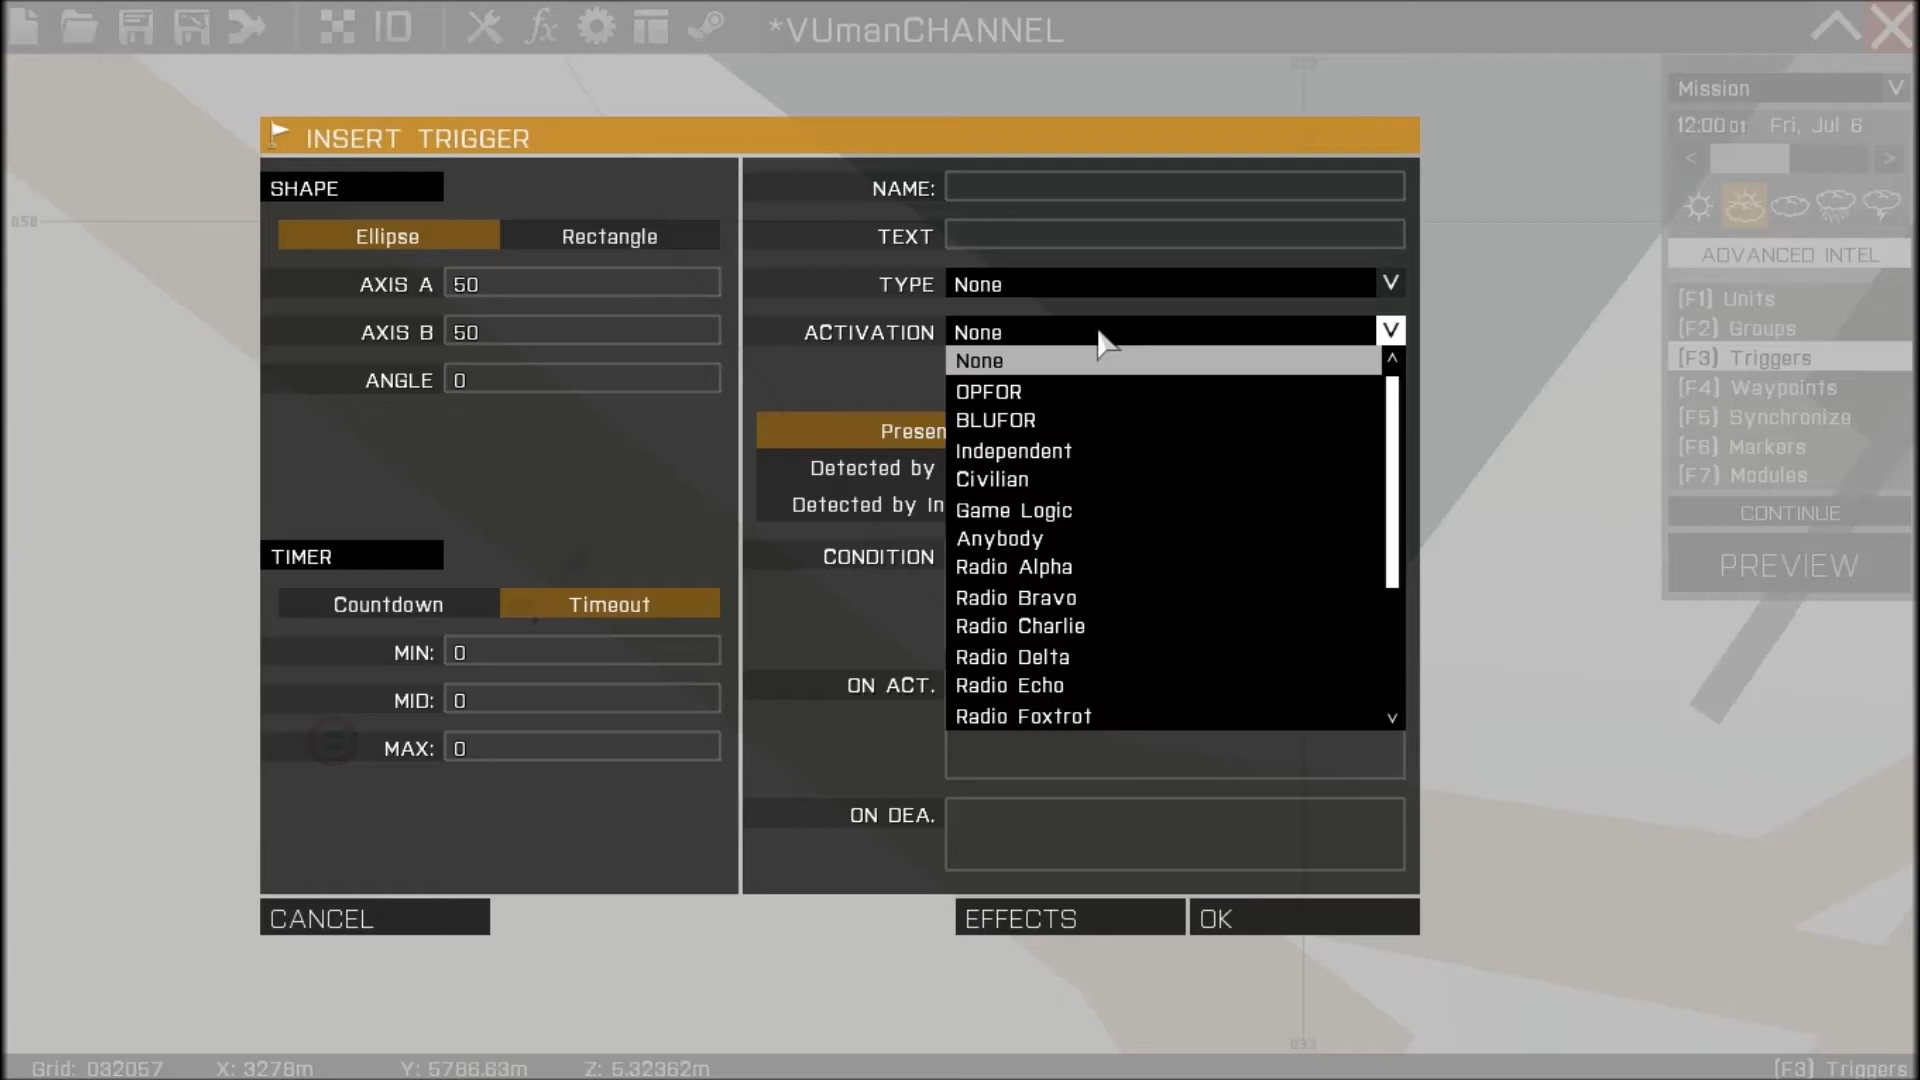 ID
*VUmanCHANNEL
Mission
12:00 01 Fri, Jul 6
ADVANCED INTEL
(F1) Units
(F2) Groups
(F3) Triggers
(F4) Waypoints
(F5) Synchronize
(F6) Markers
(F7) Modules
CONTINUE
PREVIEW
058
INSERT TRIGGER
SHAPE
Ellipse Rectangle
AXIS A 50
AXIS B 50
ANGLE 0
TIMER
Countdown Timeout
MIN: 0
MID: 0
MAX: 0
NAME:
TEXT
TYPE None
ACTIVATION None
None
OPFOR
BLUFOR
Independent
Civilian
Game Logic
Anybody
Radio Alpha
Radio Bravo
Radio Charlie
Radio Delta
Radio Echo
Radio Foxtrot
Presen
Detected by
Detected by In
CONDITION
ON ACT.
ON DEA.
CANCEL
EFFECTS
OK
Grid: 032057 X: 3278m Y: 5786.63m Z: 5.32362m
(F3) Triggers